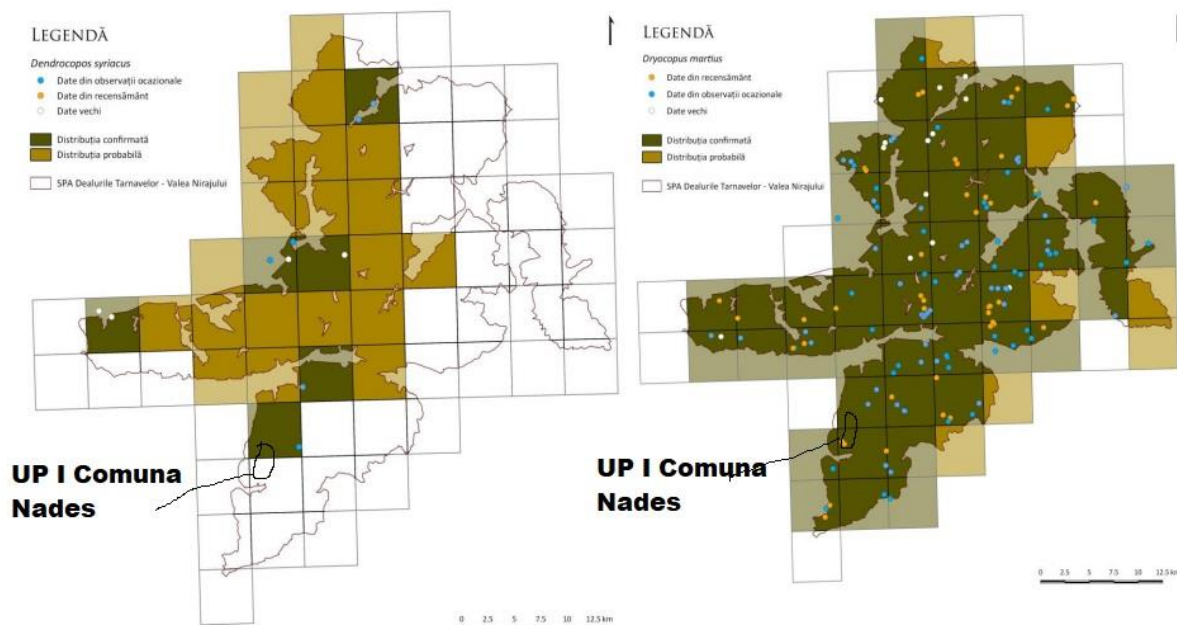 LEGENDĂ
Dendrocopos syriacus
Date din observații ocazionale
Date din recensământ
Date vechi
Distribuția confirmată
Distribuția probabilă
SPA Dealurile Tarnavelor - Valea Nirajului
UP I Comuna
Nades
0 2.5 5 7.5 10 12.5 km
LEGENDĂ
Dryocopus martius
Date din recensământ
Date din observații ocazionale
Date vechi
Distribuția confirmată
Distribuția probabilă
SPA Dealurile Tarnavelor - Valea Nirajului
UP I Comuna
Nades
0 2.5 5 7.5 10 12.5 km